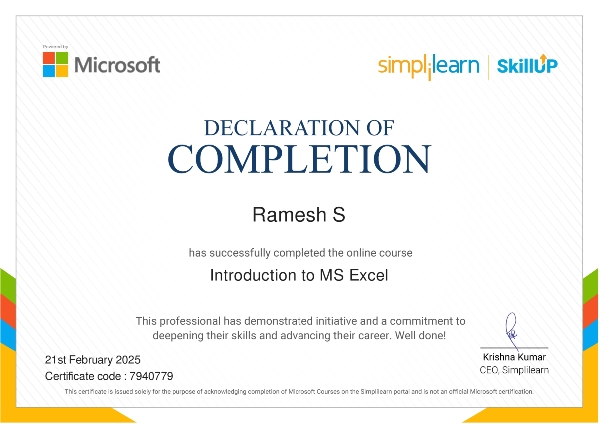 Powered by
Microsoft
simplilearn | SkillUP
DECLARATION OF
COMPLETION
Ramesh S
has successfully completed the online course
Introduction to MS Excel
This professional has demonstrated initiative and a commitment to
deepening their skills and advancing their career. Well done!
21st February 2025
Certificate code : 7940779
Krishna Kumar
CEO, Simplilearn
This certificate is issued solely for the purpose of acknowledging completion of Microsoft Courses on the Simplilearn portal and is not an official Microsoft certification.